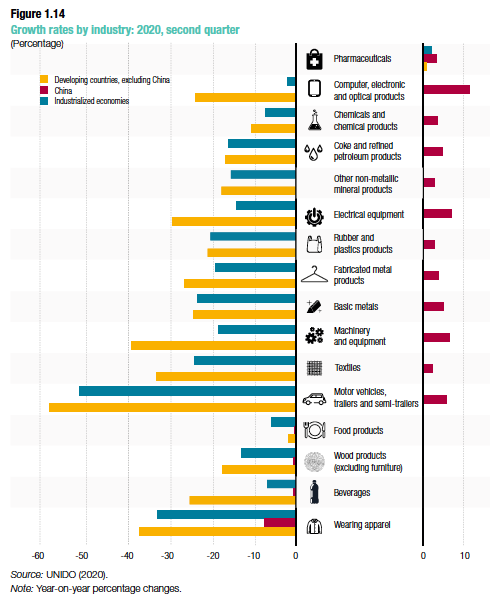 Figure 1.14
Growth rates by industry: 2020, second quarter
(Percentage)
Developing countries, excluding China
China
Industrialized economies
Pharmaceuticals
Computer, electronic
and optical products
Chemicals and
chemical products
Coke and refined
petroleum products
Other non-metallic
mineral products
Electrical equipment
Rubber and
plastics products
Fabricated metal
products
Basic metals
Machinery
and equipment
Textiles
Motor vehicles,
trailers and semi-trailers
Food products
Wood products
(excluding furniture)
Beverages
Wearing apparel
-60 -50 -40 -30 -20 -10 0 0 10
Source: UNIDO (2020).
Note: Year-on-year percentage changes.